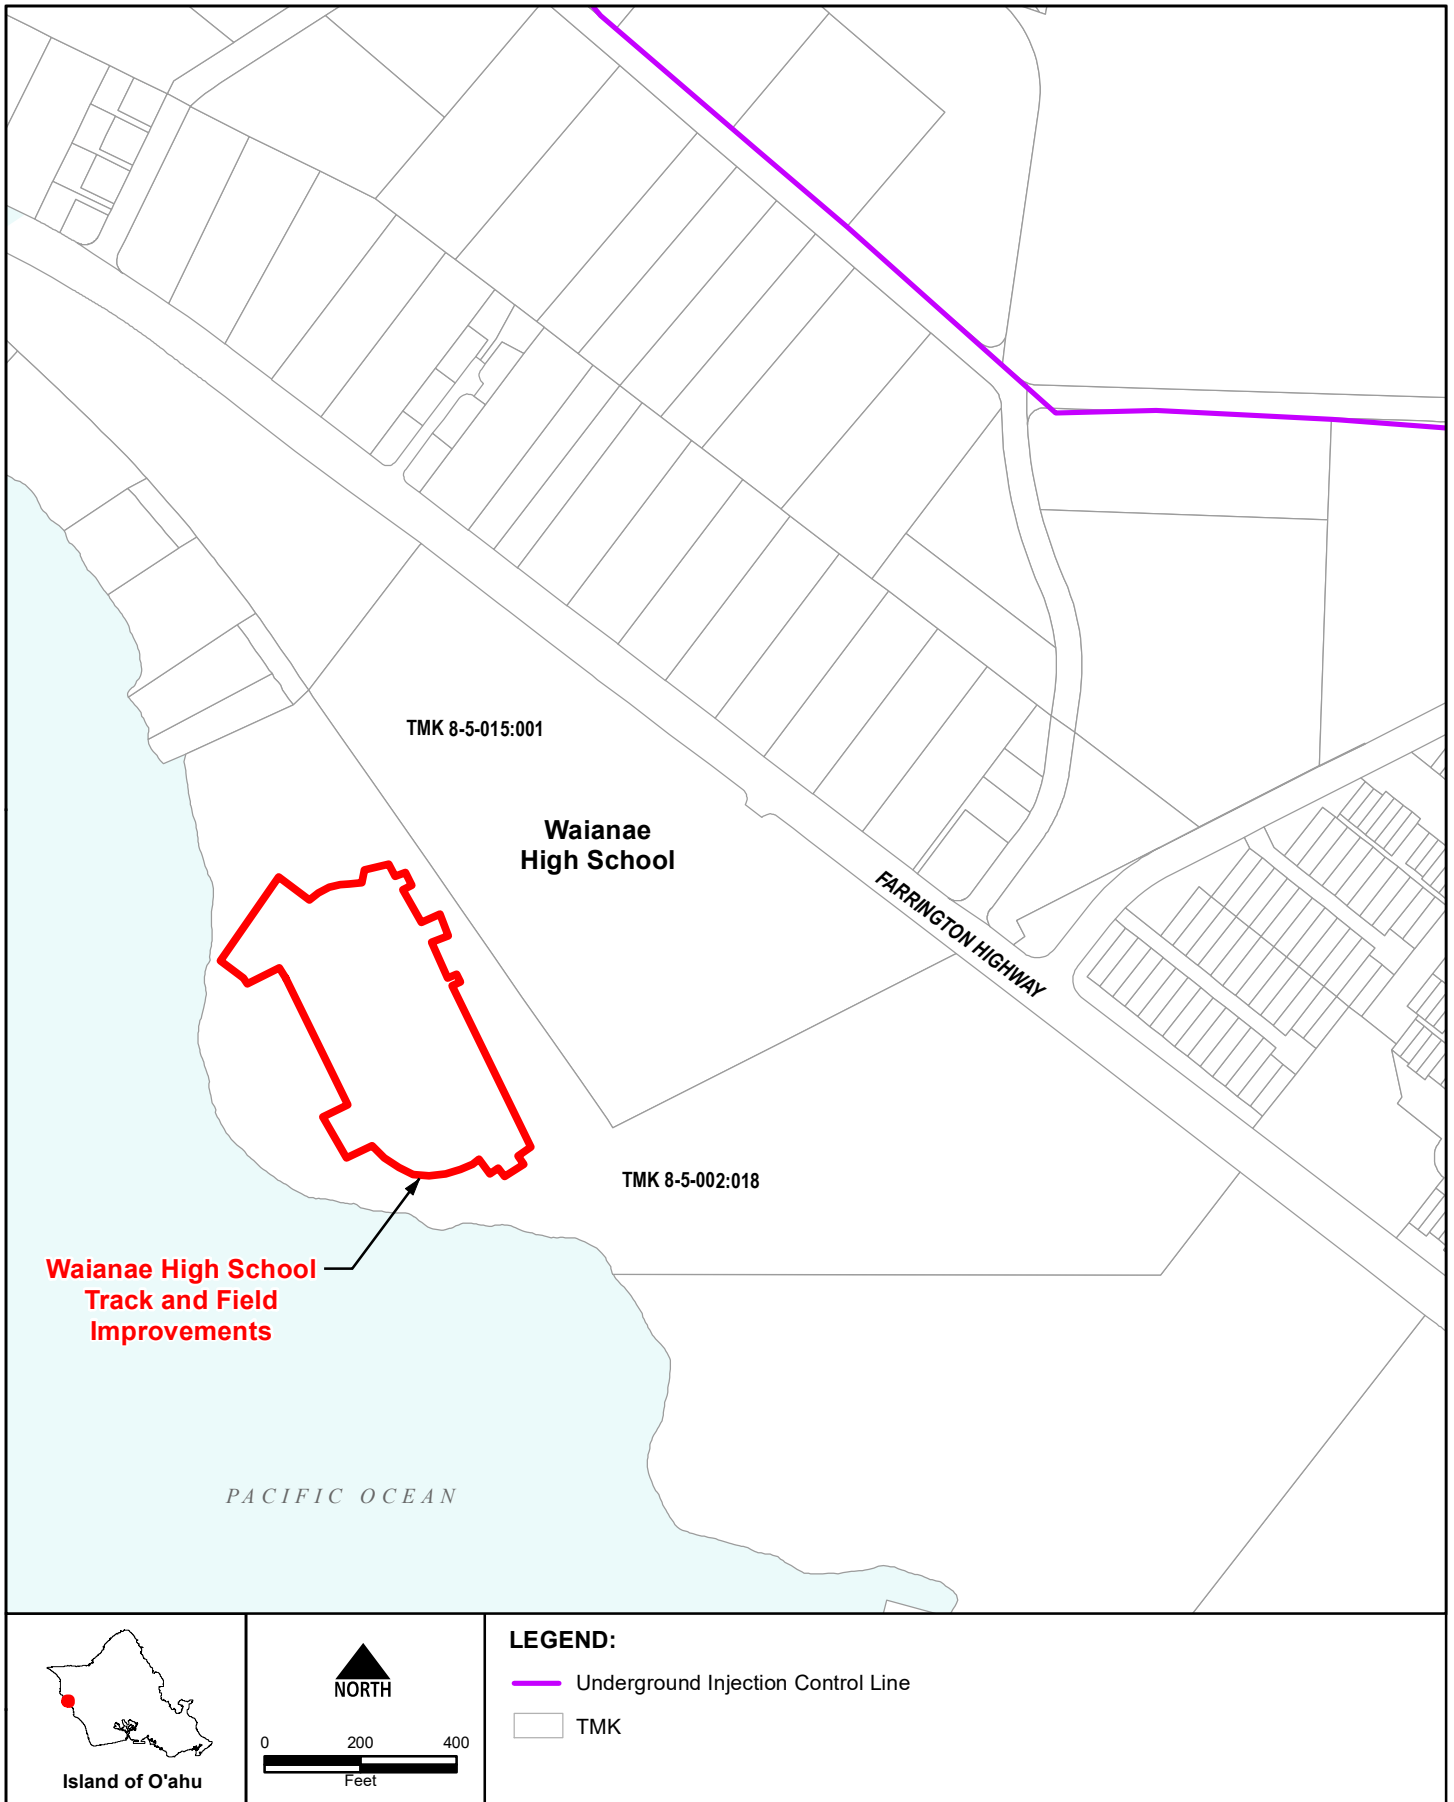 TMK 8-5-015:001
Waianae
High School
FARRINGTON HIGHWAY
TMK 8-5-002:018
Waianae High School
Track and Field
Improvements
PACIFIC OCEAN
Island of O'ahu
NORTH
0 200 400
Feet
LEGEND:
Underground Injection Control Line
TMK